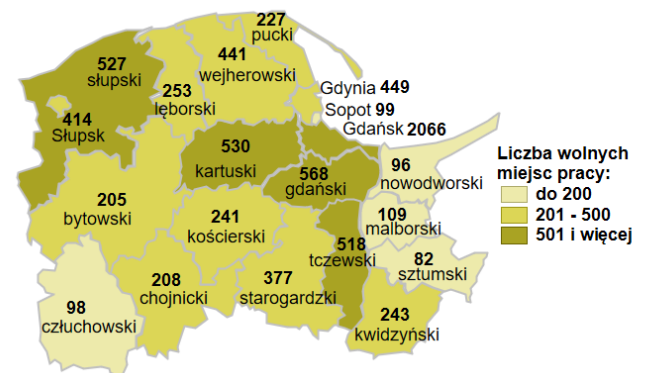 227
pucki
527
słupski
441
wejherowski
253
lęborski
Gdynia 449
Sopot 99
Gdańsk 2066
414
Słupsk
530
kartuski
568
gdański
96
nowodworski
Liczba wolnych
miejsc pracy:
do 200
201 - 500
501 i więcej
205
bytowski
241
kościerski
109
malborski
518
tczewski
82
sztumski
208
chojnicki
377
starogardzki
98
człuchowski
243
kwidzyński